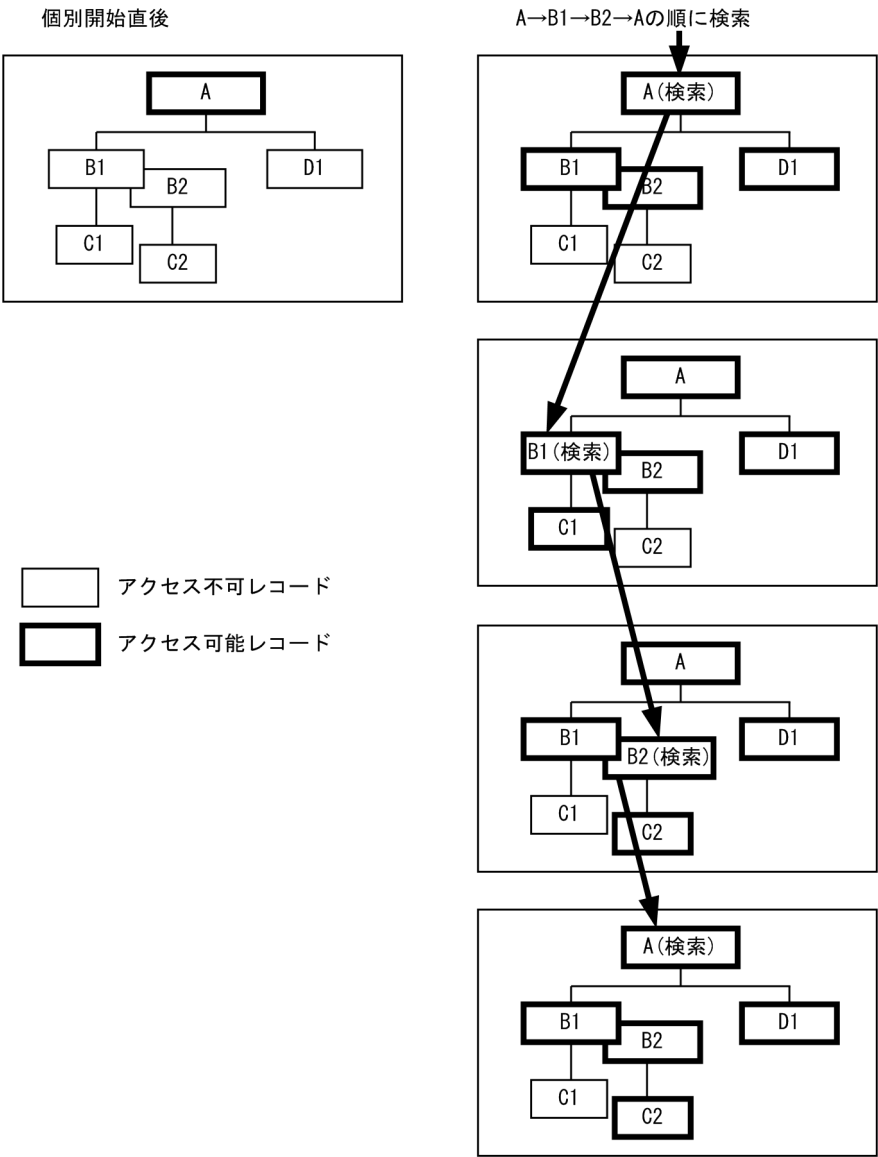 個別開始直後
A→B1→B2→Aの順に検索
A
B1
D1
B2
C1
C2
A(検索)
B1
D1
B2
C1
C2
A
B1(検索)
D1
B2
C1
C2
アクセス不可レコード
アクセス可能レコード
A
B1
D1
B2(検索)
C1
C2
A(検索)
B1
D1
B2
C1
C2